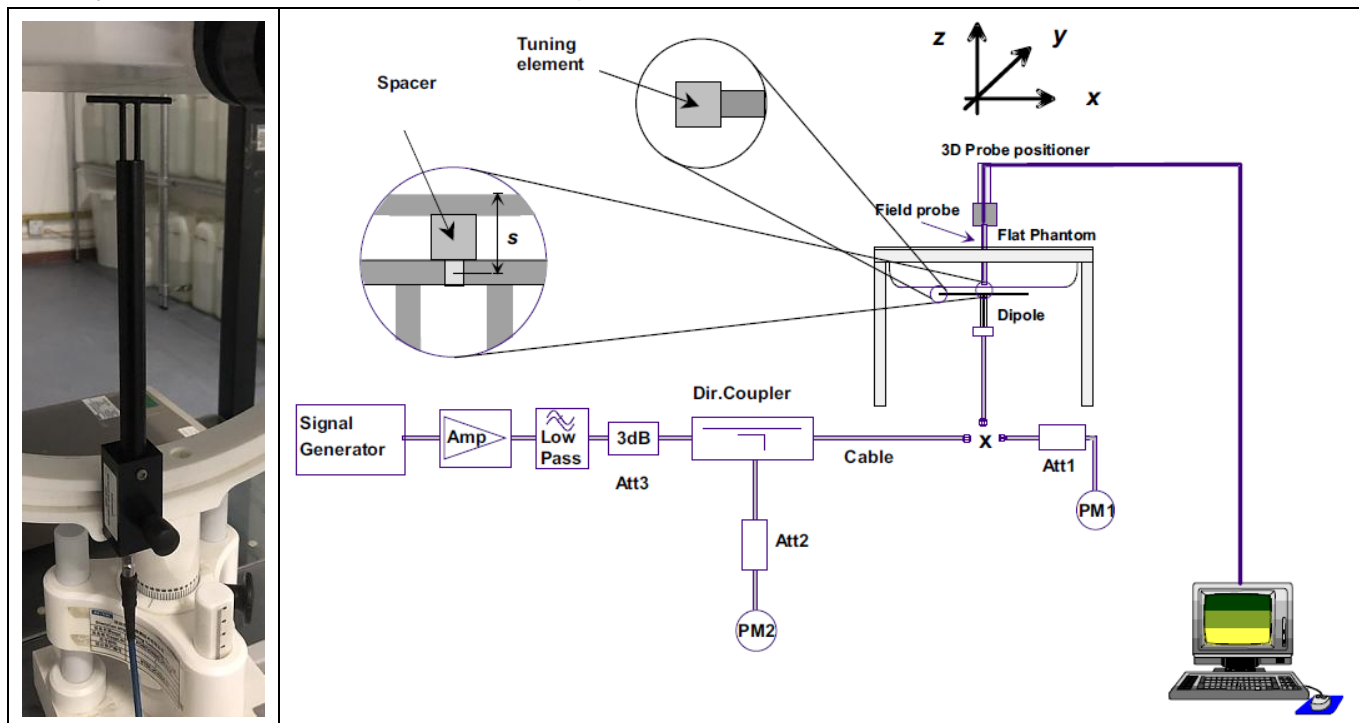 Tuning
element
Spacer
s
z
y
x
3D Probe positioner
Field probe
Flat Phantom
Dipole
Dir.Coupler
Signal
Generator
Amp
Low
Pass
3dB
Att3
Cable
x
Att1
PM1
Att2
PM2